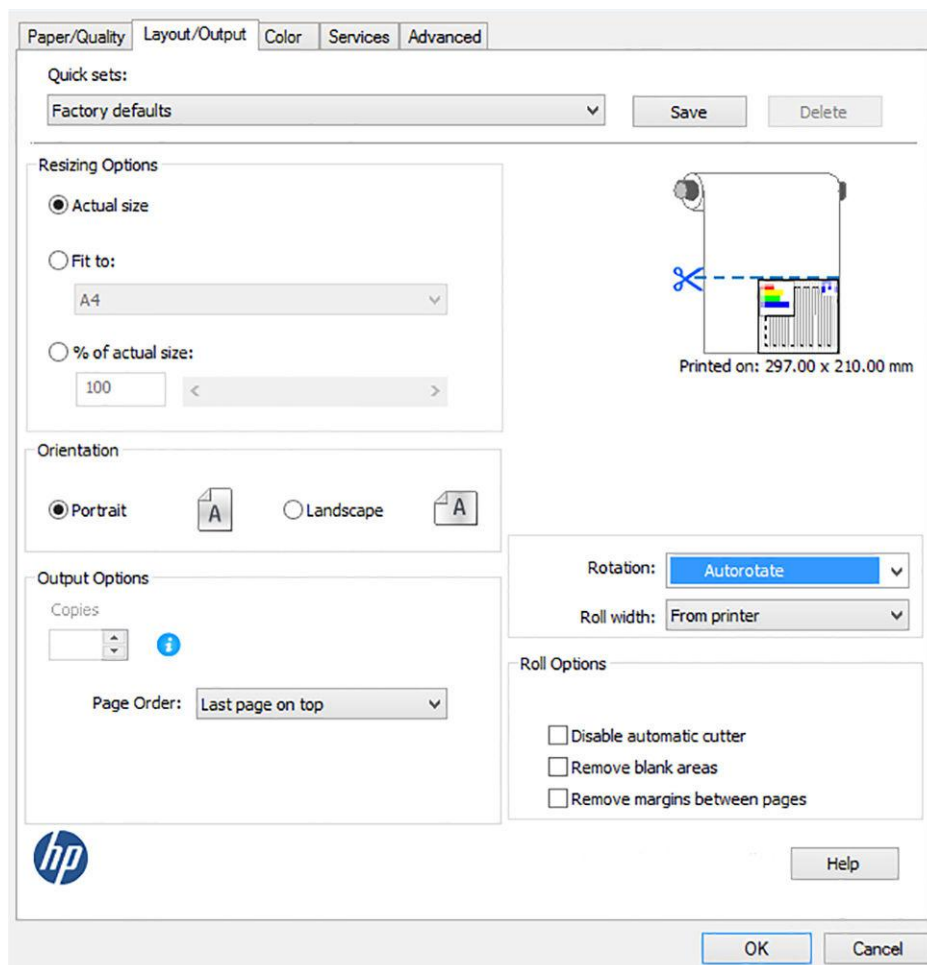 Paper/Quality Layout/Output Color Services Advanced
Quick sets:
Factory defaults Save Delete
Resizing Options
Actual size
Fit to:
A4
% of actual size:
100
Printed on: 297.00 x 210.00 mm
Orientation
Portrait A Landscape A
Rotation: Autorotate
Roll width: From printer
Output Options
Copies
Page Order: Last page on top
Roll Options
Disable automatic cutter
Remove blank areas
Remove margins between pages
hp
Help
OK Cancel